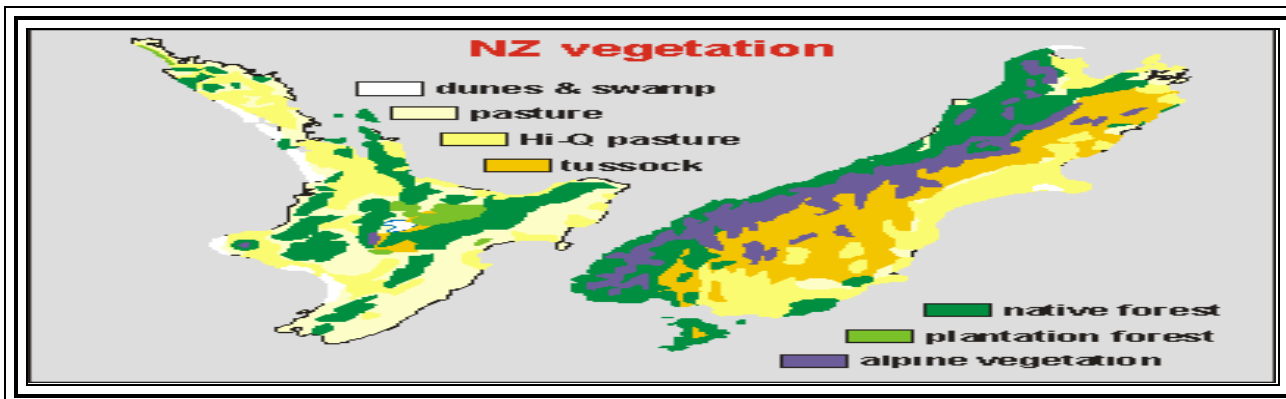 NZ vegetation
dunes & swamp
pasture
Hi-Q pasture
tussock
native forest
plantation forest
alpine vegetation